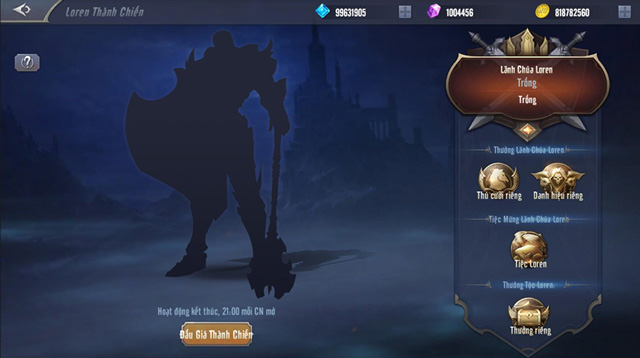 Loren Thành Chiến
99631905
1004456
818782560
Lãnh Chúa Loren
Trống
Trống
Thưởng Lãnh Chúa Loren
Thú cưỡi riêng
Danh hiệu riêng
Tiệc Mừng Lãnh Chúa Loren
Tiệc Loren
Thưởng Tộc Loren
Thưởng riêng
Hoạt động kết thúc, 21:00 mỗi CN mở
Đấu Giá Thành Chiến